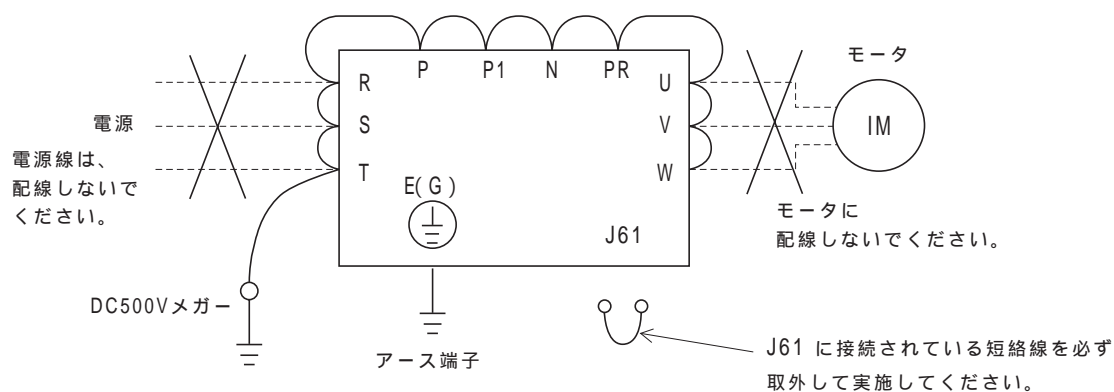 P
P1
N
PR
モータ
R
U
電源
S
V
IM
電源線は、
配線しないで
ください。
T
W
E(G)
J61
モータに
配線しないでください。
DC500Vメガー
アース端子
J61 に接続されている短絡線を必ず
取外して実施してください。